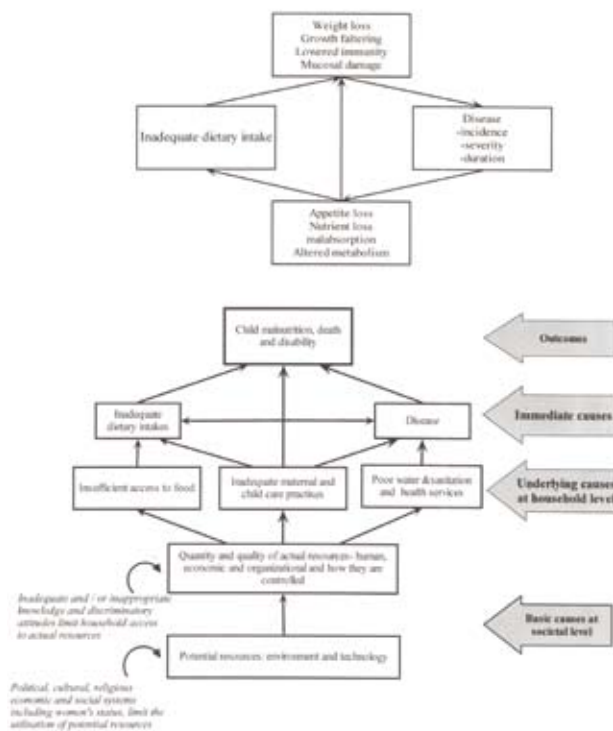 Weight loss
Growth faltering
Lowered immunity
Mucosal damage
Inadequate dietary intake
Disease
-incidence
-severity
-duration
Appetite loss
Nutrient loss
malabsorption
Altered metabolism
Child malnutrition, death
and disability
Outcomes
Inadequate
dietary intakes
Disease
Immediate causes
Insufficient access to food
Inadequate maternal and
child care practises
Poor water &sanitation
and health services
Underlying causes
at household level
Quantity and quality of actual resources- human,
economic and organizational and how they are
controlled
Inadequate and / or inappropriate
knowledge and discriminatory
attitudes limit household access
to actual resources
Basic causes at
societal level
Potential resources: environment and technology
Political, cultural, religious
economic and social systems
including women's status, limit the
utilisation of potential resources